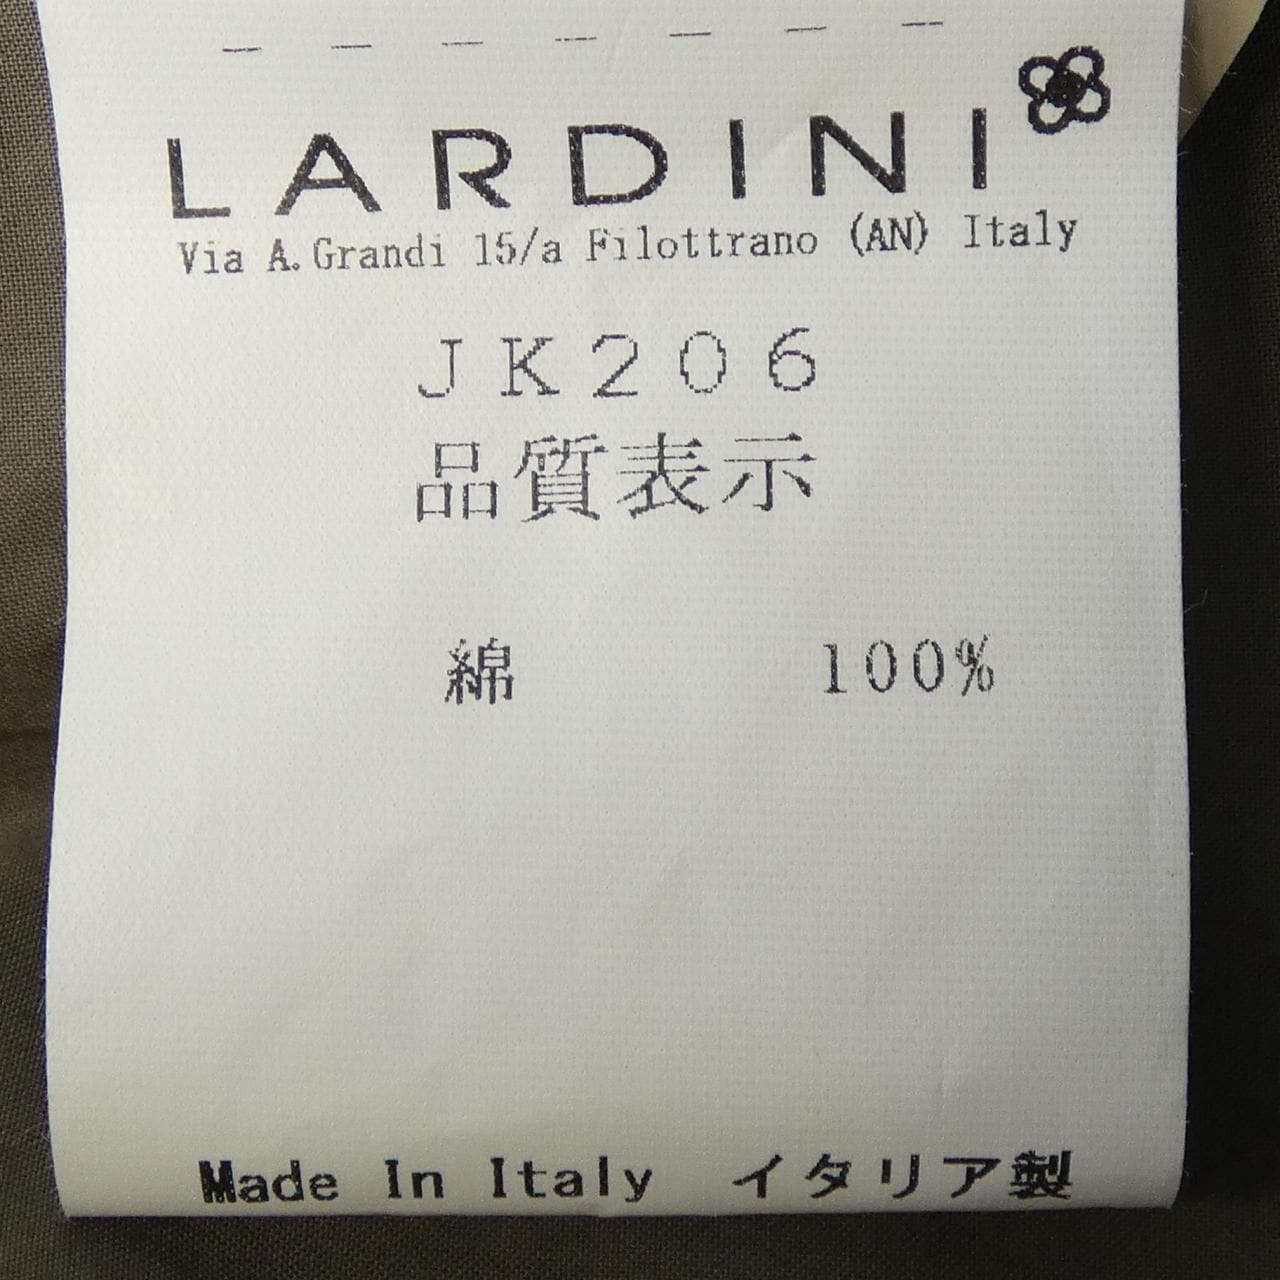 LARDINI
Via A.Grandi 15/a Filottrano (AN) Italy
JK206
品質表示
綿 100%
Made In Italy イタリア製